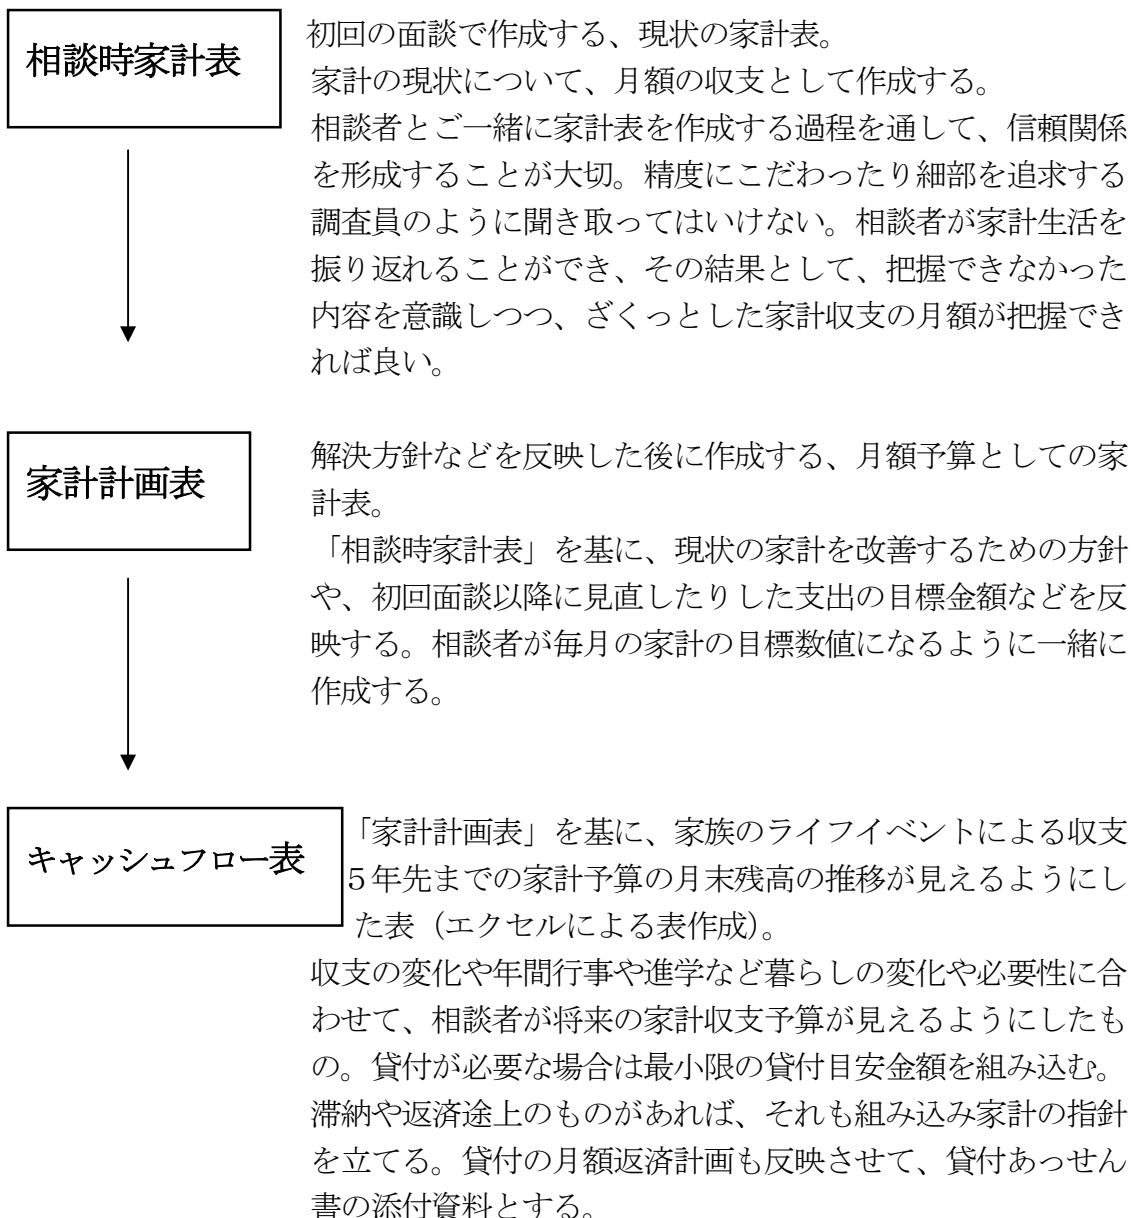 相談時家計表
初回の面談で作成する、現状の家計表。
家計の現状について、月額の収支として作成する。
相談者とご一緒に家計表を作成する過程を通して、信頼関係
を形成することが大切。精度にこだわったり細部を追求する
調査員のように聞き取ってはいけない。相談者が家計生活を
振り返れることができ、その結果として、把握できなかった
内容を意識しつつ、ざくっとした家計収支の月額が把握でき
れば良い。
家計計画表
解決方針などを反映した後に作成する、月額予算としての家
計表。
「相談時家計表」を基に、現状の家計を改善するための方針
や、初回面談以降に見直したりした支出の目標金額などを反
映する。相談者が毎月の家計の目標数値になるように一緒に
作成する。
キャッシュフロー表
「家計計画表」を基に、家族のライフイベントによる収支
５年先までの家計予算の月末残高の推移が見えるようにし
た表（エクセルによる表作成）。
収支の変化や年間行事や進学など暮らしの変化や必要性に合
わせて、相談者が将来の家計収支予算が見えるようにしたも
の。貸付が必要な場合は最小限の貸付目安金額を組み込む。
滞納や返済途上のものがあれば、それも組み込み家計の指針
を立てる。貸付の月額返済計画も反映させて、貸付あっせん
書の添付資料とする。